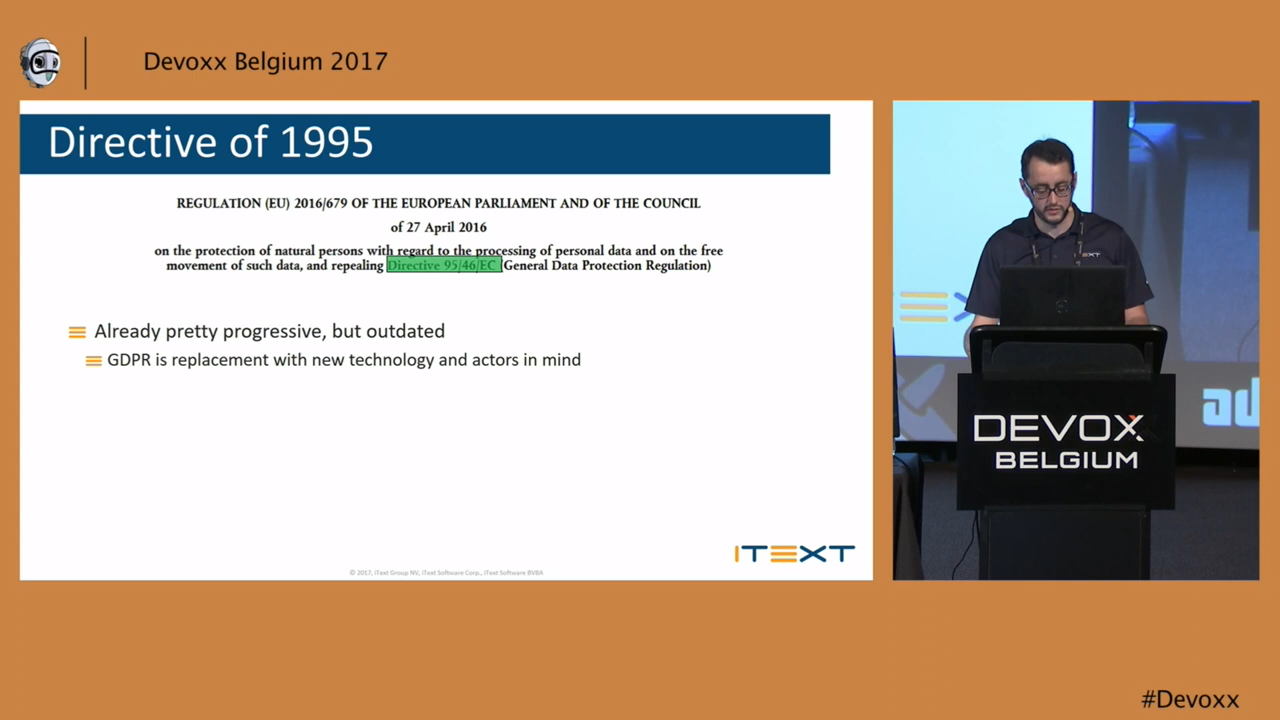 Devoxx Belgium 2017
Directive of 1995
REGULATION (EU) 2016/679 OF THE EUROPEAN PARLIAMENT AND OF THE COUNCIL
of 27 April 2016
on the protection of natural persons with regard to the processing of personal data and on the free
movement of such data, and repealing Directive 95/46/EC (General Data Protection Regulation)
Already pretty progressive, but outdated
GDPR is replacement with new technology and actors in mind
iTEXT
© 2017, iText Group NV, iText Software Corp., iText Software BVBA
iTEXT
ad
DEVOXX
BELGIUM
#Devoxx